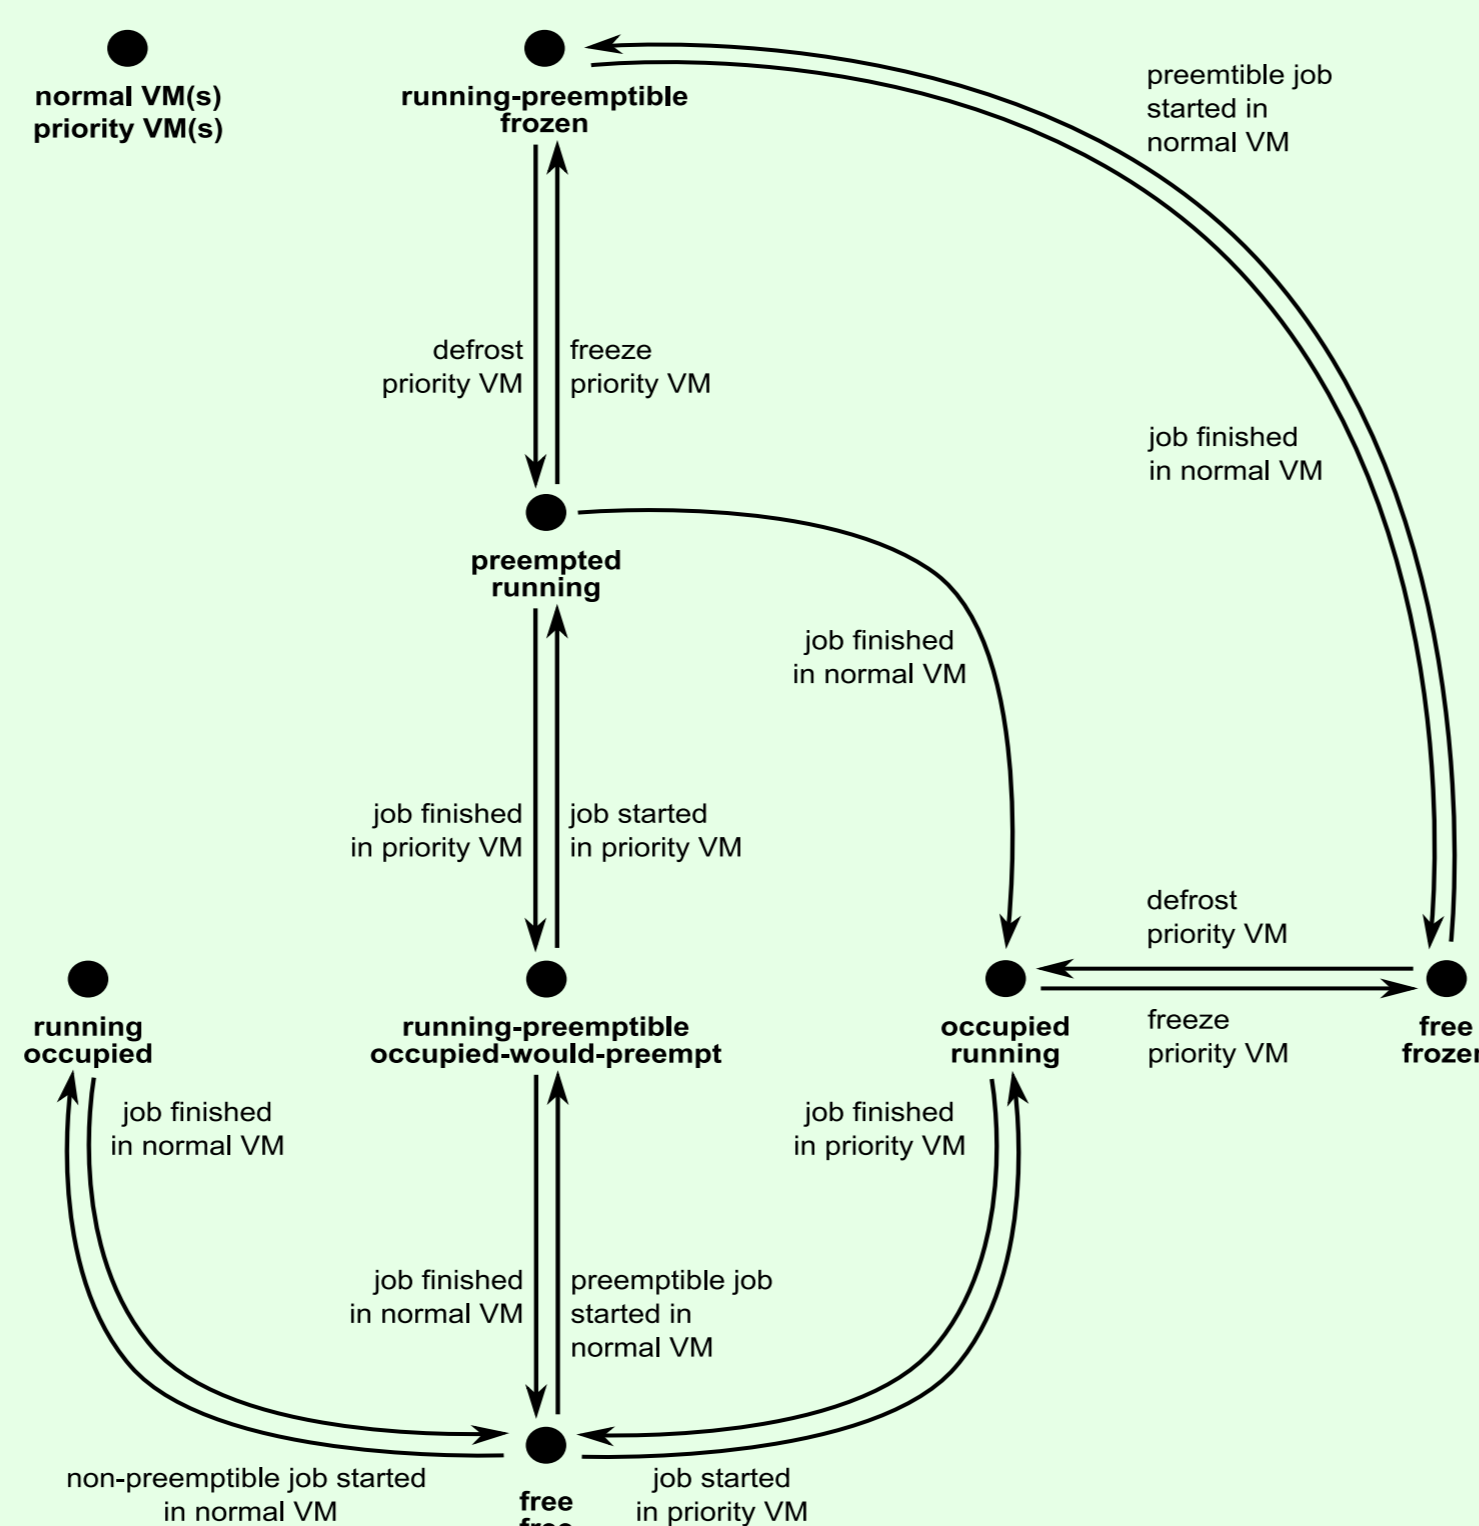 normal VM(s)
priority VM(s)
running-preemptible
frozen
preemtible job
started in
normal VM
defrost
priority VM
freeze
priority VM
job finished
in normal VM
preempted
running
job finished
in normal VM
job finished
in priority VM
job started
in priority VM
defrost
priority VM
running
occupied
running-preemptible
occupied-would-preempt
occupied
running
freeze
priority VM
free
frozen
job finished
in normal VM
job finished
in priority VM
job finished
in normal VM
preemptible job
started in
normal VM
non-preemptible job started
in normal VM
free
free
job started
in priority VM